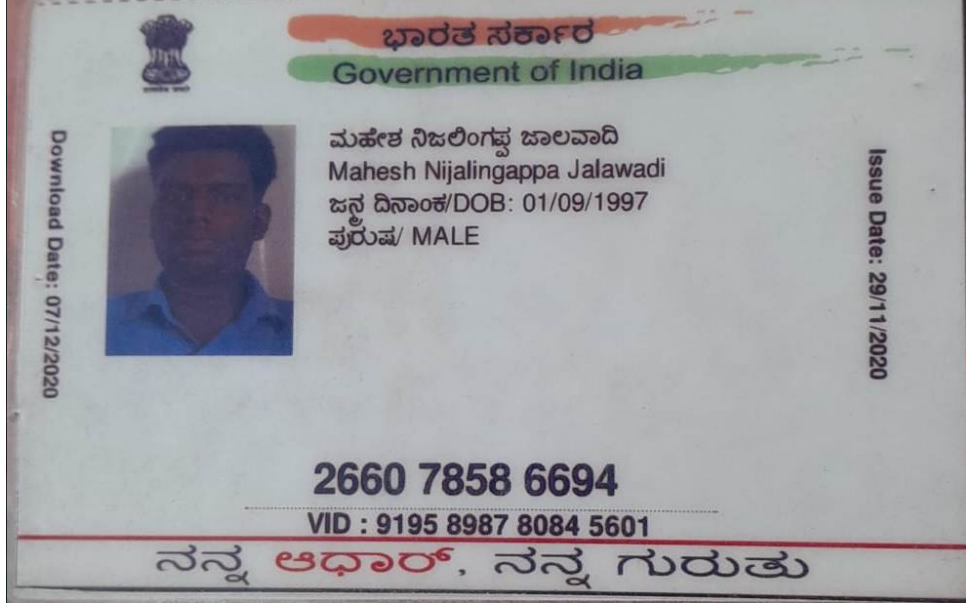 ಭಾರತ ಸರ್ಕಾರ
Government of India
ಮಹೇಶ ನಿಜಲಿಂಗಪ್ಪ ಜಾಲವಾದಿ
Mahesh Nijalingappa Jalawadi
ಜನ್ಮ ದಿನಾಂಕ/DOB: 01/09/1997
ಪುರುಷ/ MALE
Download Date: 07/12/2020
Issue Date: 29/11/2020
2660 7858 6694
VID : 9195 8987 8084 5601
ನನ್ನ ಆಧಾರ್, ನನ್ನ ಗುರುತು